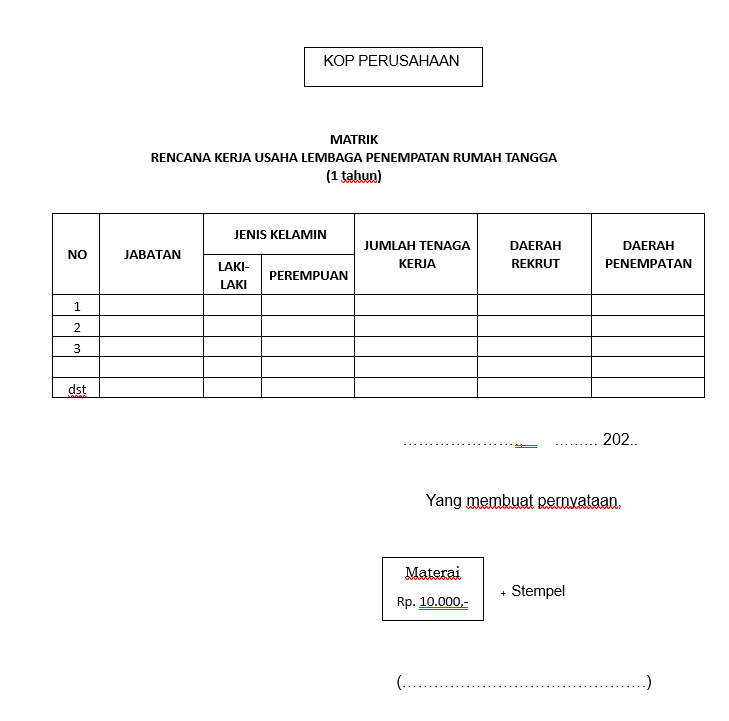 KOP PERUSAHAAN
MATRIK
RENCANA KERJA USAHA LEMBAGA PENEMPATAN RUMAH TANGGA
(1 tahun)
NO
JABATAN
JENIS KELAMIN
LAKI-
LAKI
PEREMPUAN
JUMLAH TENAGA
KERJA
DAERAH
REKRUT
DAERAH
PENEMPATAN
1
2
3
dst
…………………., ……… 202..
Yang membuat pernyataan,
Materai
Rp. 10.000,-
+ Stempel
(……………………………………….)